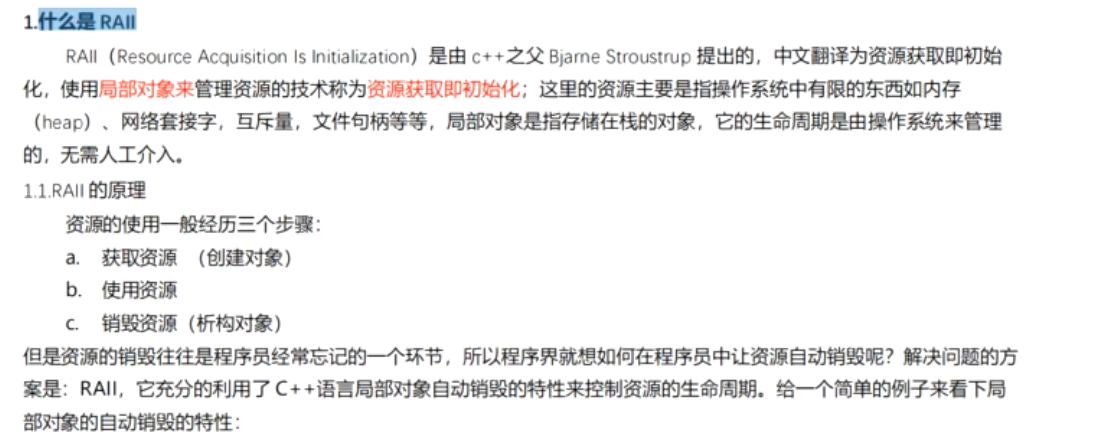 1.什么是 RAII
RAII（Resource Acquisition Is Initialization）是由 c++之父 Bjarne Stroustrup 提出的，中文翻译为资源获取即初始
化，使用局部对象来管理资源的技术称为资源获取即初始化；这里的资源主要是指操作系统中有限的东西如内存
（heap）、网络套接字，互斥量，文件句柄等等，局部对象是指存储在栈的对象，它的生命周期是由操作系统来管理
的，无需人工介入。
1.1.RAII 的原理
资源的使用一般经历三个步骤：
a. 获取资源 （创建对象）
b. 使用资源
c. 销毁资源（析构对象）
但是资源的销毁往往是程序员经常忘记的一个环节，所以程序界就想如何在程序员中让资源自动销毁呢？解决问题的方
案是：RAII，它充分的利用了 C++语言局部对象自动销毁的特性来控制资源的生命周期。给一个简单的例子来看下局
部对象的自动销毁的特性：